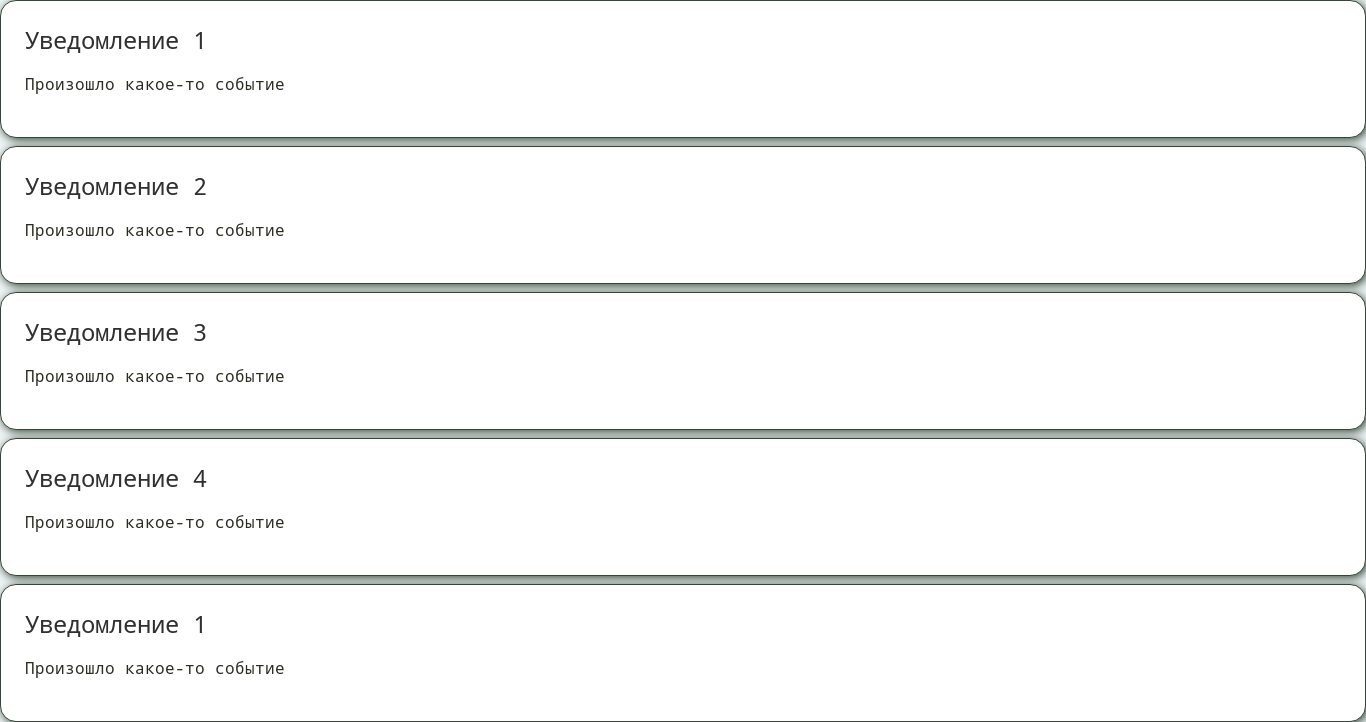 Уведомление 1
Произошло какое-то событие
Уведомление 2
Произошло какое-то событие
Уведомление 3
Произошло какое-то событие
Уведомление 4
Произошло какое-то событие
Уведомление 1
Произошло какое-то событие